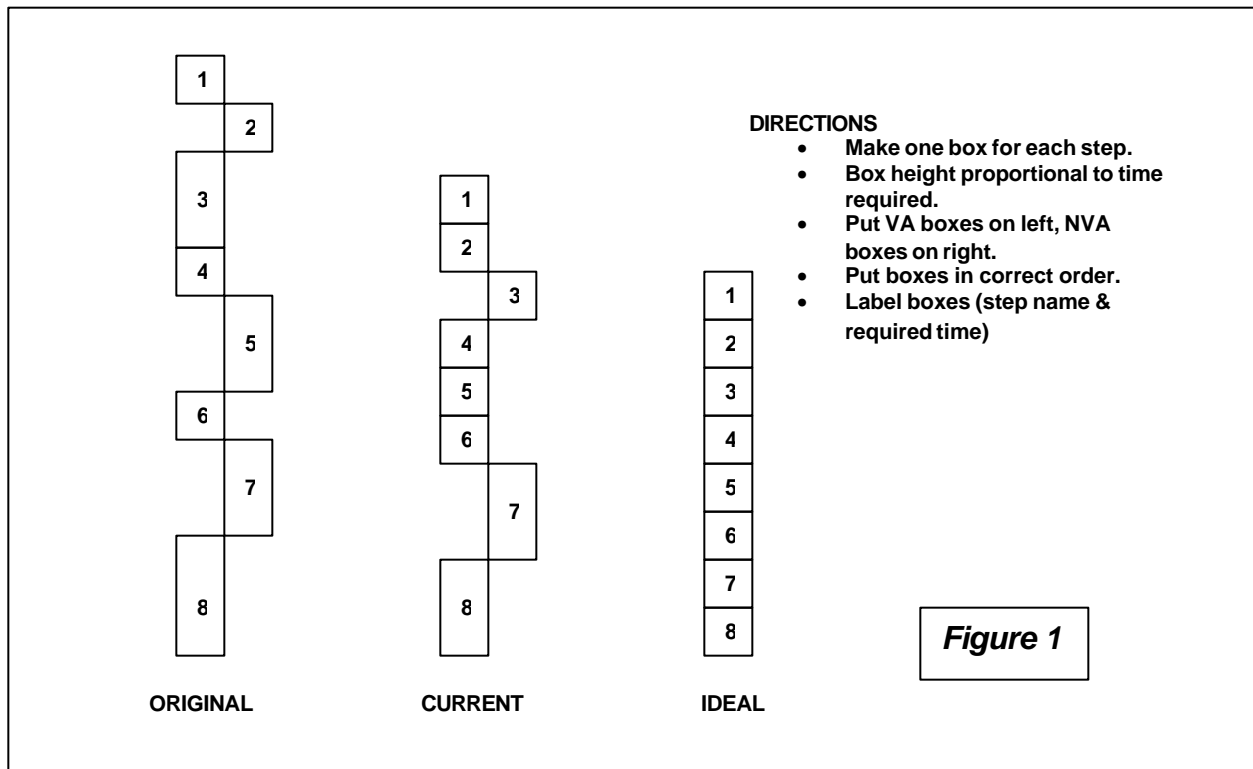 1
2
3
4
5
6
7
8
ORIGINAL
1
2
3
4
5
6
7
8
CURRENT
1
2
3
4
5
6
7
8
IDEAL
DIRECTIONS
• Make one box for each step.
• Box height proportional to time
required.
• Put VA boxes on left, NVA
boxes on right.
• Put boxes in correct order.
• Label boxes (step name &
required time)
Figure 1